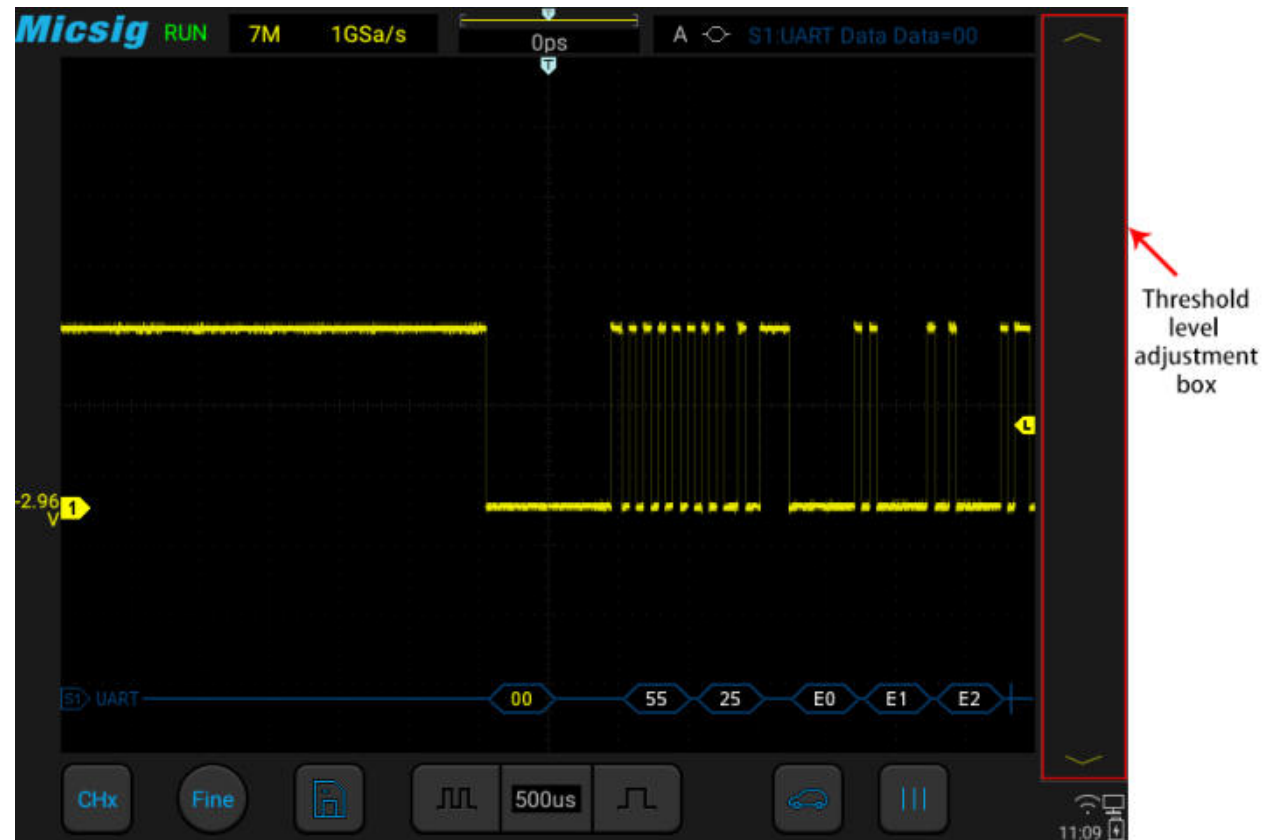 Micsig RUN 7M 1GSa/s 0ps A S1:UART Data Data=00
T
T
Threshold
level
adjustment
box
L
-2.96
V
1
S1 UART 00 55 25 E0 E1 E2
CHx Fine 500us
11:09